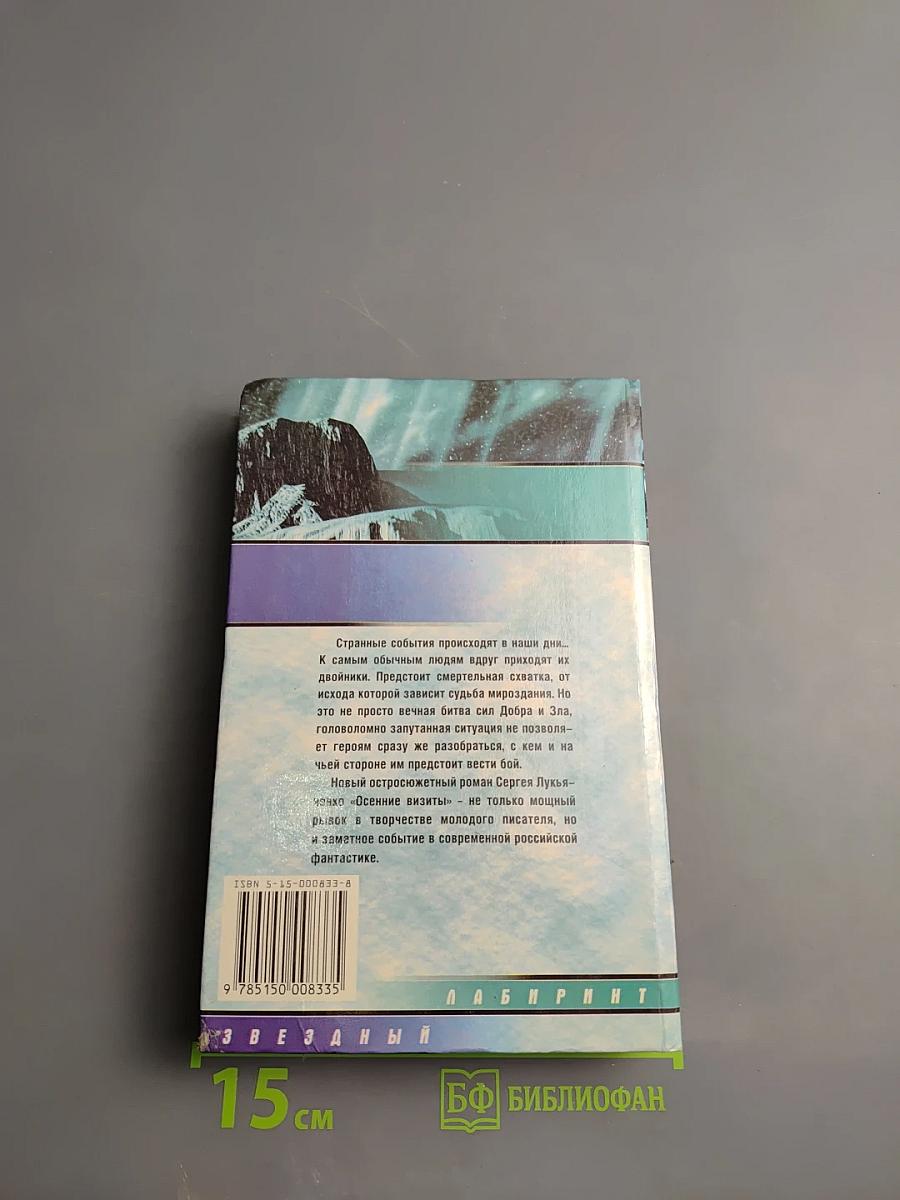 Странные события происходят в наши дни...
К самым обычным людям вдруг приходят их
двойники. Предстоит смертельная схватка, от
исхода которой зависит судьба мироздания. Но
это не просто вечная битва сил Добра и Зла,
головоломно запутанная ситуация не позволя-
ет героям сразу же разобраться, с кем и на
чьей стороне им предстоит вести бой.
Новый остросюжетный роман Сергея Лукья-
ненко «Осенние визиты» - не только мощный
рывок в творчестве молодого писателя, но
и заметное событие в современной российской
фантастике.
ISBN 5-15-000833-8
9 785150 008335
ЛАБИРИНТ
ЗВЕЗДНЫЙ
15 см
БФ БИБЛИОФАН